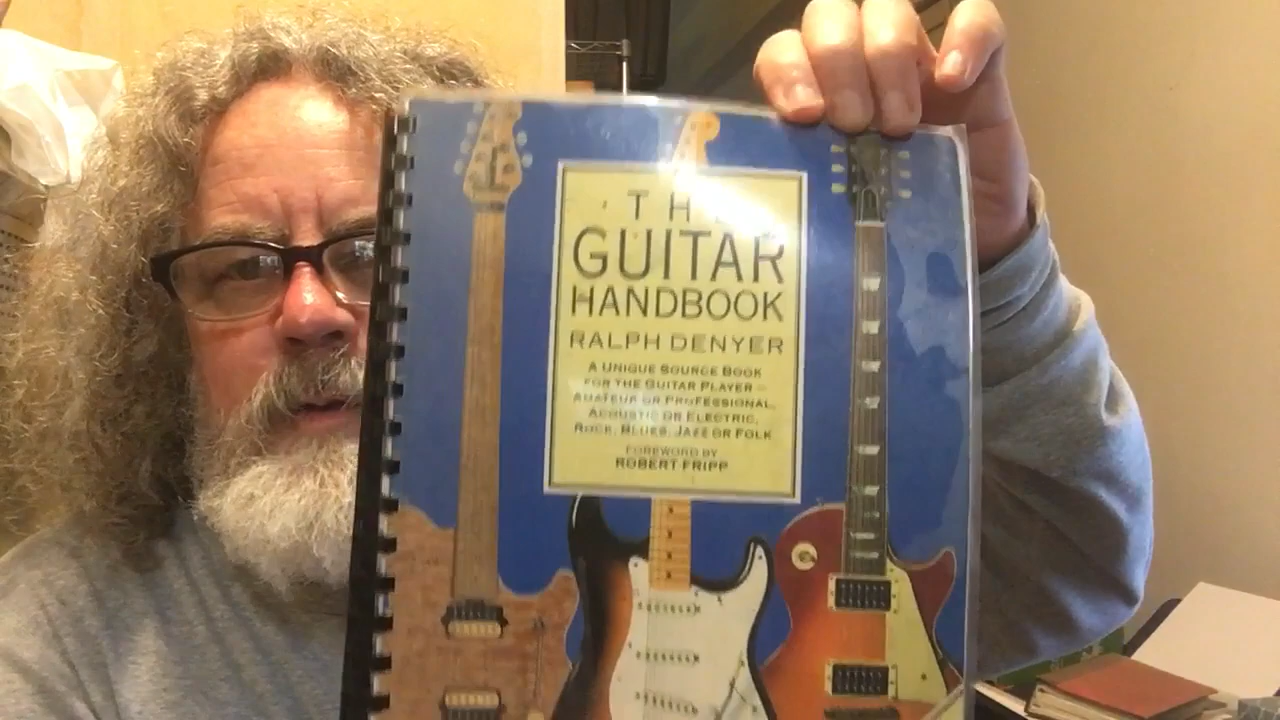 THE
GUITAR
HANDBOOK
RALPH DENYER
A UNIQUE SOURCE BOOK
FOR THE GUITAR PLAYER –
AMATEUR OR PROFESSIONAL,
ACOUSTIC OR ELECTRIC,
ROCK, BLUES, JAZZ OR FOLK
FOREWORD BY
ROBERT FRIPP